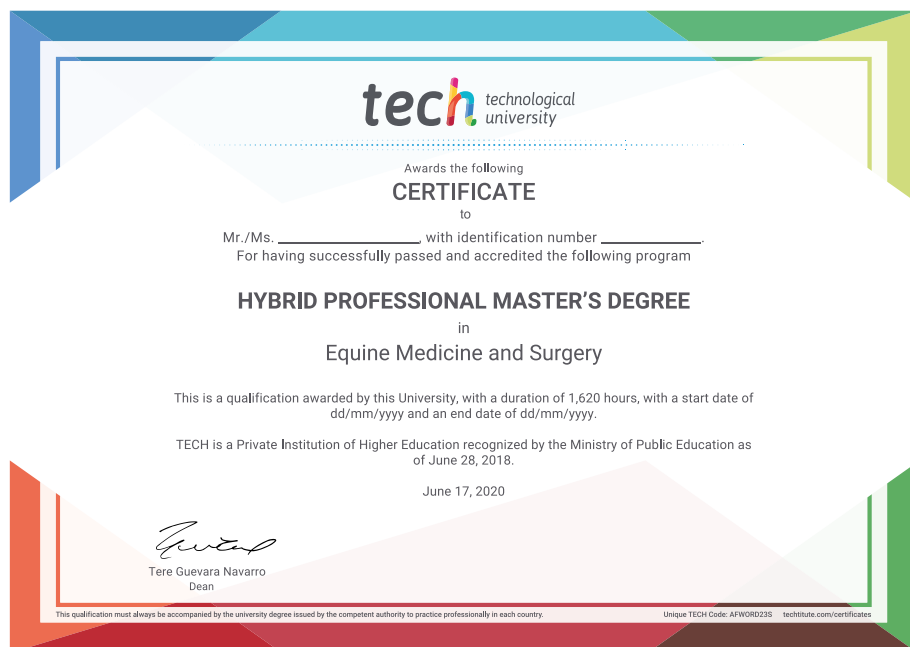 tech technological
university
Awards the following
CERTIFICATE
to
Mr./Ms. ________________, with identification number ____________.
For having successfully passed and accredited the following program
HYBRID PROFESSIONAL MASTER'S DEGREE
in
Equine Medicine and Surgery
This is a qualification awarded by this University, with a duration of 1,620 hours, with a start date of
dd/mm/yyyy and an end date of dd/mm/yyyy.
TECH is a Private Institution of Higher Education recognized by the Ministry of Public Education as
of June 28, 2018.
June 17, 2020
Tere Guevara Navarro
Dean
This qualification must always be accompanied by the university degree issued by the competent authority to practice professionally in each country. Unique TECH Code: AFWORD23S techtitute.com/certificates